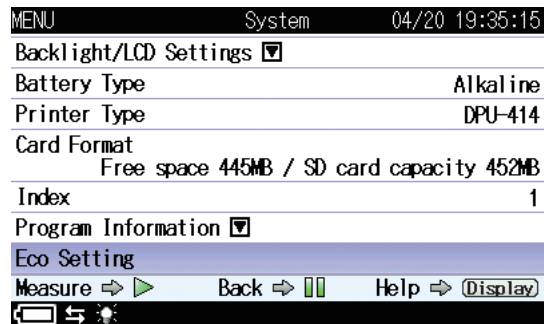 MENU System 04/20 19:35:15
Backlight/LCD Settings
Battery Type Alkaline
Printer Type DPU-414
Card Format
Free space 445MB / SD card capacity 452MB
Index 1
Program Information
Eco Setting
Measure ⇨ ▷ Back ⇨ Help ⇨ (Display)